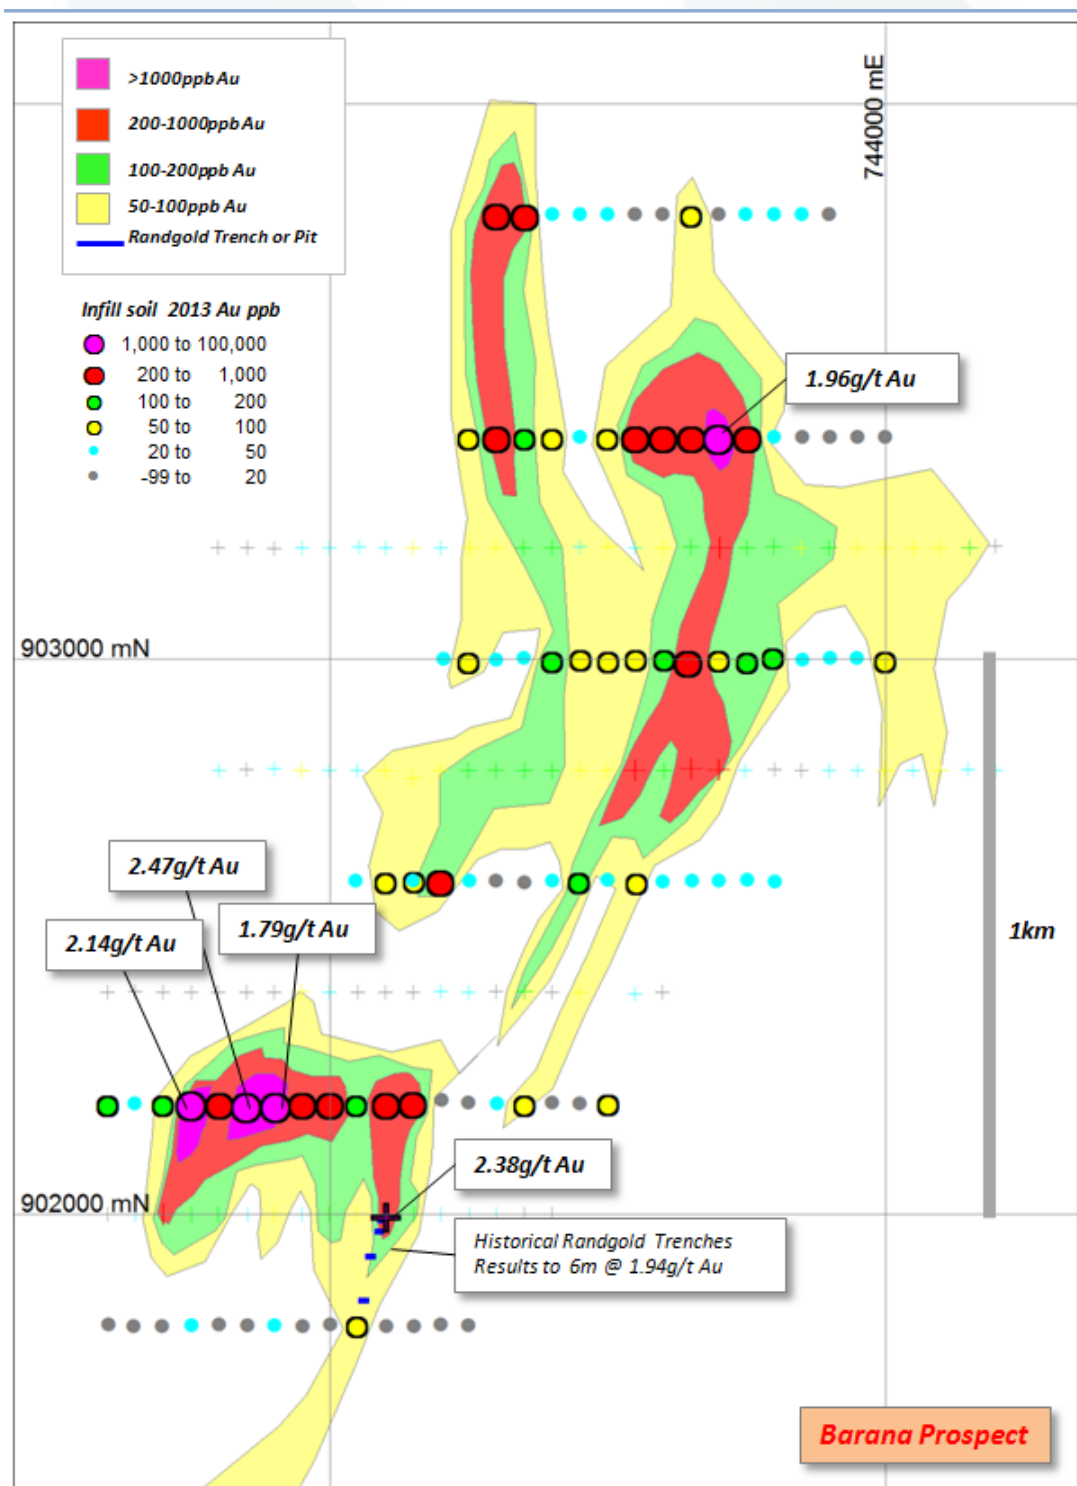 >1000ppb Au
200-1000ppb Au
100-200ppb Au
50-100ppb Au
Randgold Trench or Pit
Infill soil 2013 Au ppb
1,000 to 100,000
200 to 1,000
100 to 200
50 to 100
20 to 50
-99 to 20
744000 mE
1.96g/t Au
903000 mN
2.47g/t Au
1.79g/t Au
2.14g/t Au
1km
2.38g/t Au
902000 mN
Historical Randgold Trenches
Results to 6m @ 1.94g/t Au
Barana Prospect